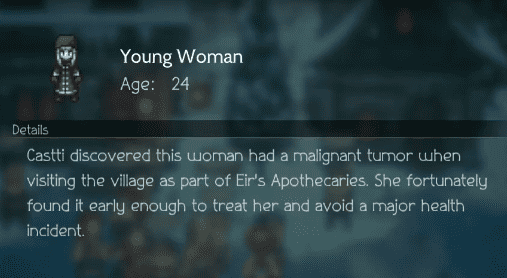 Young Woman
Age: 24
Details
Castti discovered this woman had a malignant tumor when
visiting the village as part of Eir's Apothecaries. She fortunately
found it early enough to treat her and avoid a major health
incident.